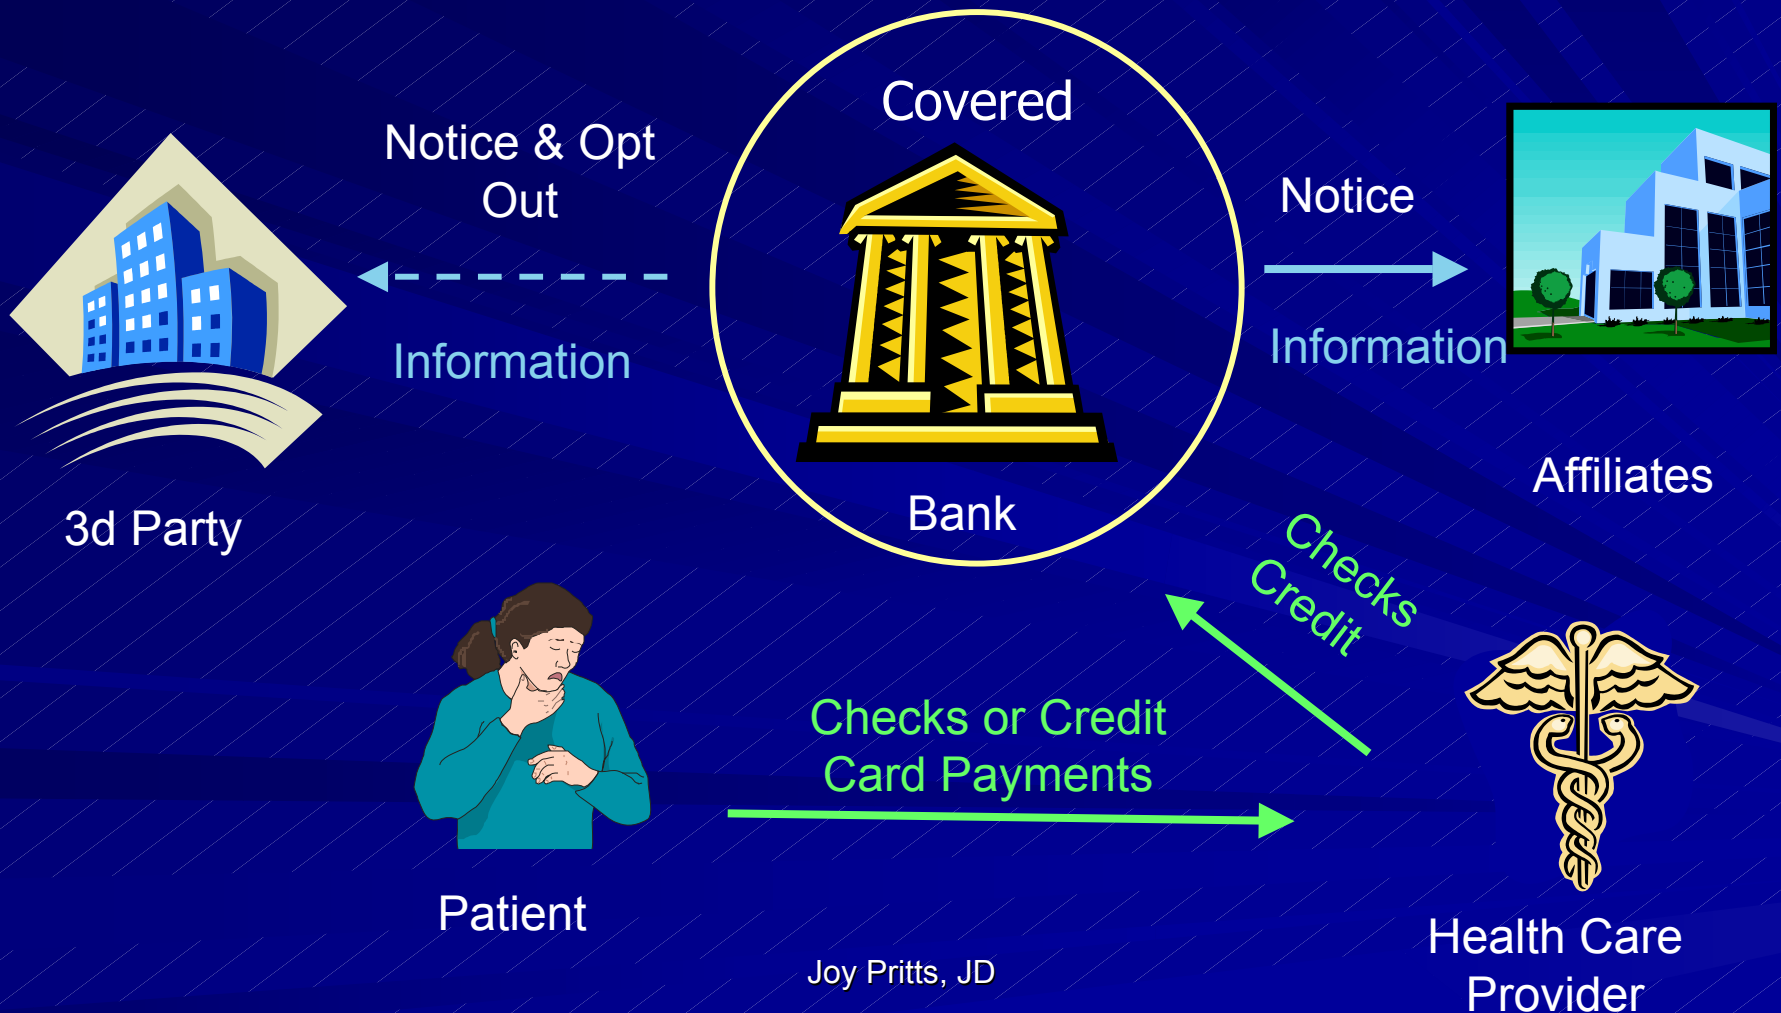 Covered
Notice & Opt
Out
Notice
Information
Information
Affiliates
3d Party
Bank
Checks
Credit
Checks or Credit
Card Payments
Patient
Health Care
Provider
Joy Pritts, JD